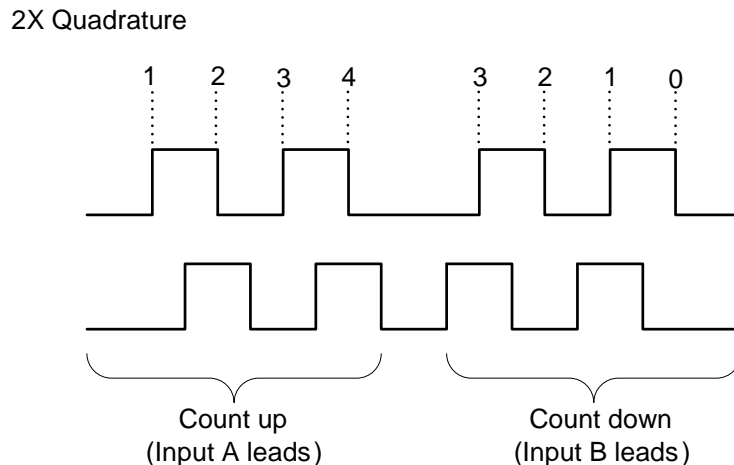 2X Quadrature
1 2 3 4 3 2 1 0
Count up Count down
(Input A leads) (Input B leads)